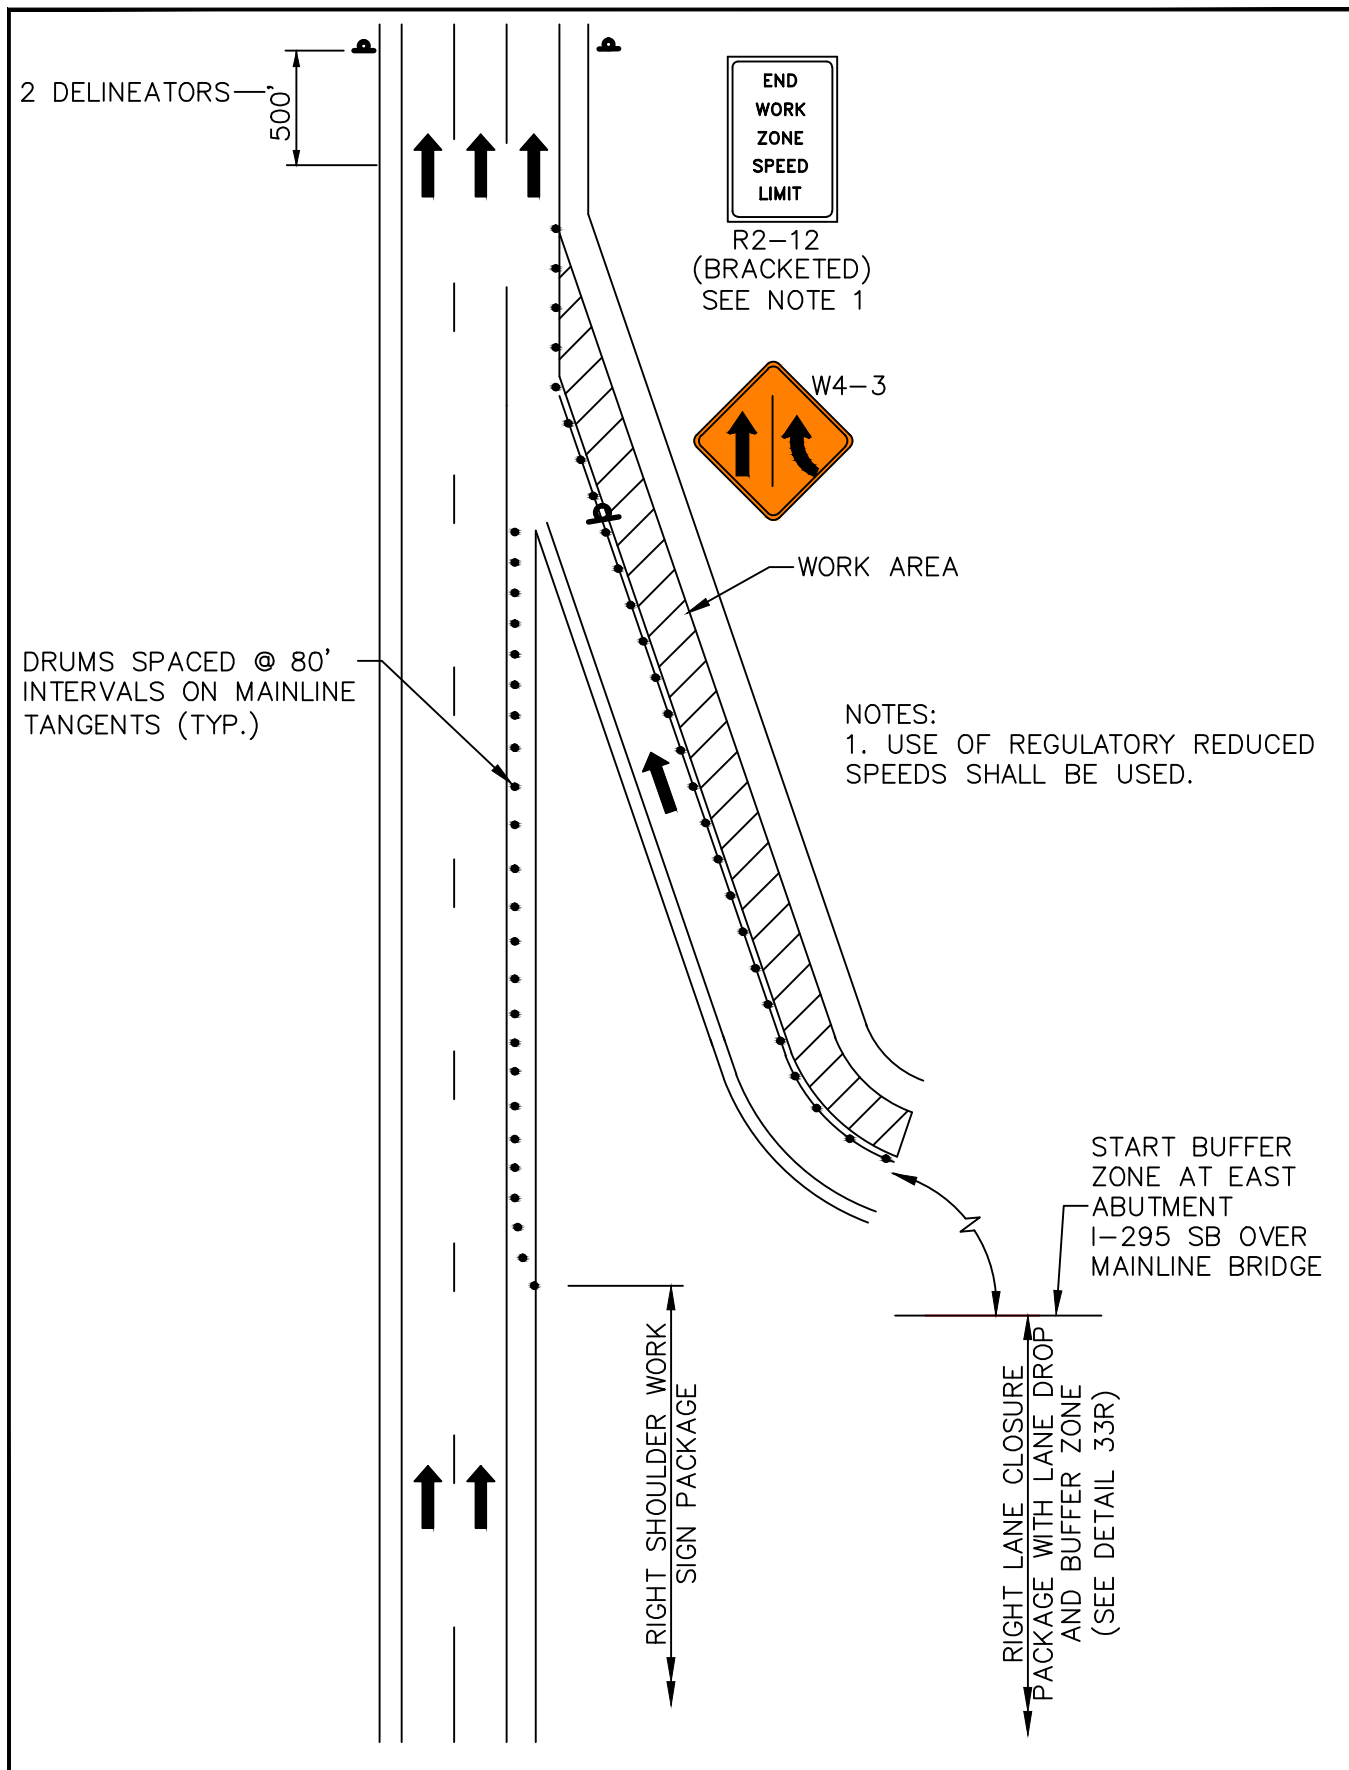 2 DELINEATORS
500'
END
WORK
ZONE
SPEED
LIMIT
R2-12
(BRACKETED)
SEE NOTE 1
W4-3
WORK AREA
DRUMS SPACED @ 80'
INTERVALS ON MAINLINE
TANGENTS (TYP.)
NOTES:
1. USE OF REGULATORY REDUCED
SPEEDS SHALL BE USED.
START BUFFER
ZONE AT EAST
ABUTMENT
I-295 SB OVER
MAINLINE BRIDGE
RIGHT SHOULDER WORK
SIGN PACKAGE
RIGHT LANE CLOSURE
PACKAGE WITH LANE DROP
AND BUFFER ZONE
(SEE DETAIL 33R)